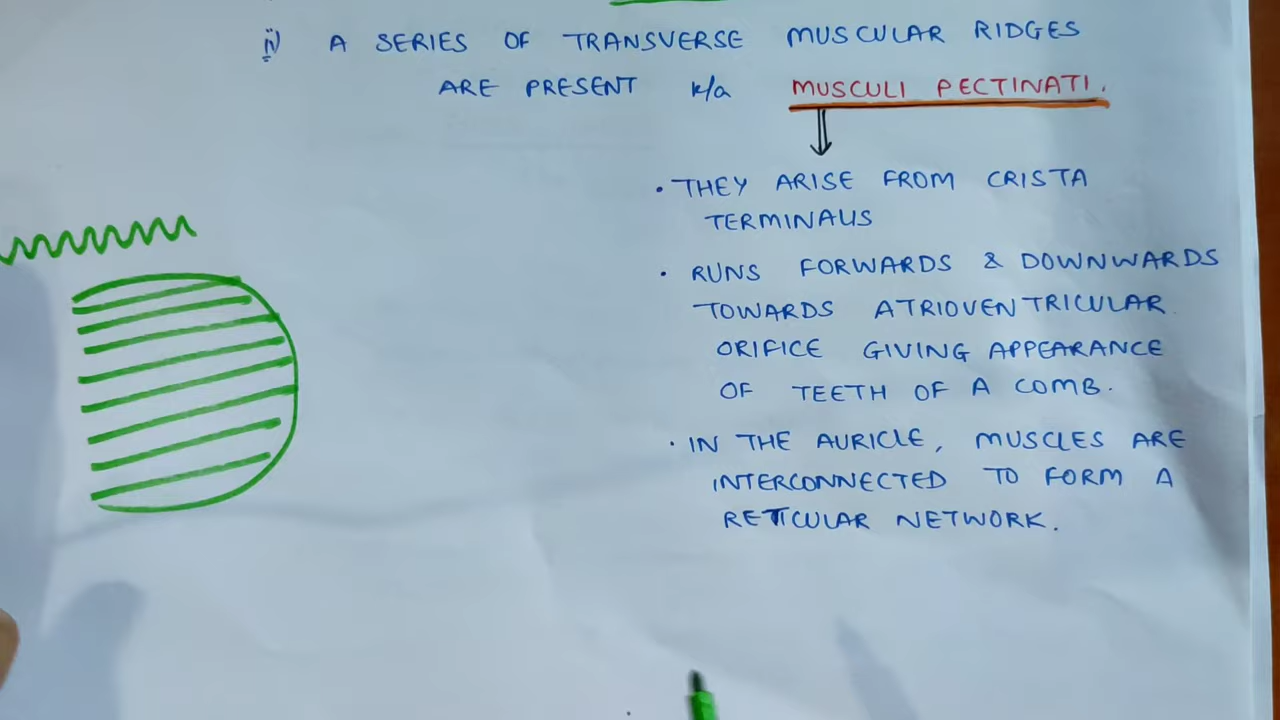 ii) A SERIES OF TRANSVERSE MUSCULAR RIDGES
ARE PRESENT k/a MUSCULI PECTINATI.
• THEY ARISE FROM CRISTA
TERMINALIS
• RUNS FORWARDS & DOWNWARDS
TOWARDS ATRIOVENTRICULAR
ORIFICE GIVING APPEARANCE
OF TEETH OF A COMB.
• IN THE AURICLE, MUSCLES ARE
INTERCONNECTED TO FORM A
RETICULAR NETWORK.